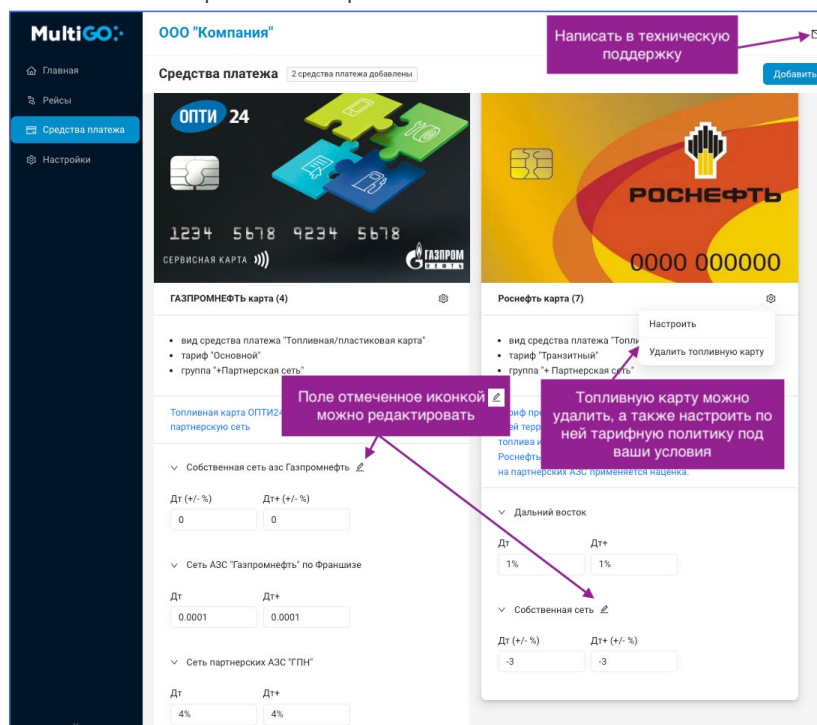 MultiGO
ООО "Компания"
Написать в техническую
поддержку
Главная
Рейсы
Средства платежа
Настройки
Средства платежа
2 средства платежа добавлены
Добавить
ОПТИ 24
1234 5678 9234 5678
СЕРВИСНАЯ КАРТА
ГАЗПРОМ
НЕФТЬ
РОСНЕФТЬ
0000 000000
ГАЗПРОМНЕФТЬ карта (4)
вид средства платежа "Топливная/пластиковая карта"
тариф "Основной"
группа "+Партнерская сеть"
Топливная карта ОПТИ24
партнерскую сеть
Поле отмеченное иконкой
можно редактировать
Собственная сеть азс Газпромнефть
Дт (+/- %) Дт+ (+/- %)
0 0
Сеть АЗС "Газпромнефть" по Франшизе
Дт Дт+
0.0001 0.0001
Сеть партнерских АЗС "ГПН"
Дт Дт+
4% 4%
Роснефть карта (7)
Настроить
Удалить топливную карту
вид средства платежа
тариф "Транзитный"
группа "+ Партнерская сеть"
Топливную карту можно
удалить, а также настроить по
ней тарифную политику под
ваши условия
топлива
Роснефть
на партнерских АЗС применяется наценка.
Дальний восток
Дт Дт+
1% 1%
Собственная сеть
Дт (+/- %) Дт+ (+/- %)
-3 -3